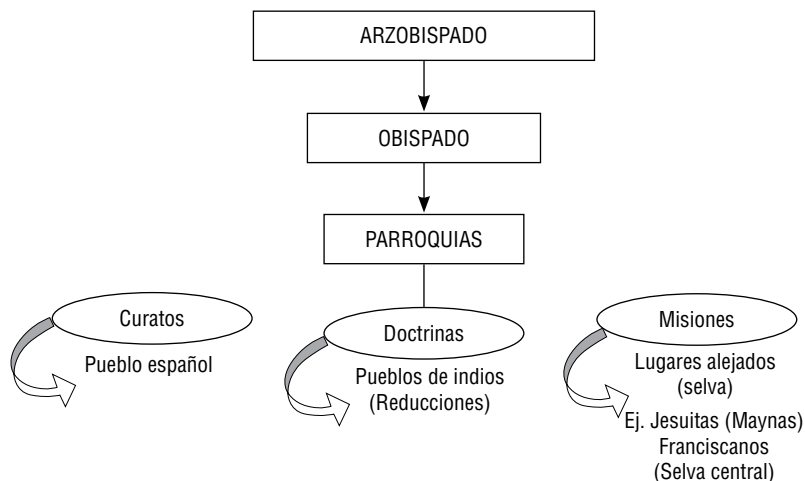 ARZOBISPADO
OBISPADO
PARROQUIAS
Curatos
Pueblo español
Doctrinas
Pueblos de indios
(Reducciones)
Misiones
Lugares alejados
(selva)
Ej. Jesuitas (Maynas)
Franciscanos
(Selva central)